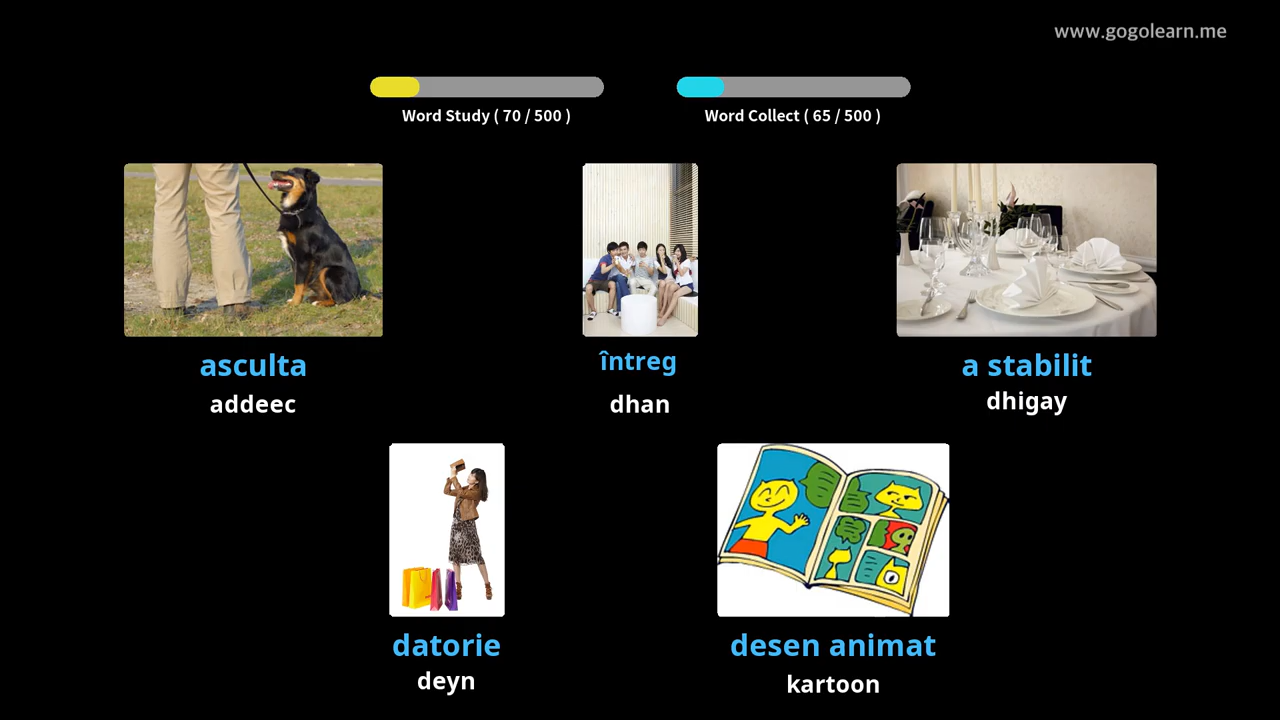 www.gogolearn.me
Word Study ( 70 / 500 )
Word Collect ( 65 / 500 )
asculta
addeec
întreg
dhan
a stabilit
dhigay
datorie
deyn
desen animat
kartoon